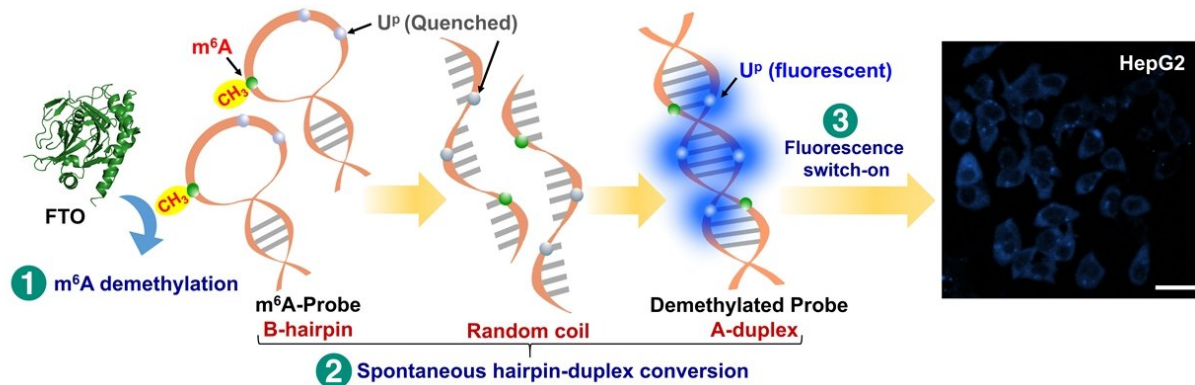 Uᵖ (Quenched)
m⁶A
CH₃
CH₃
FTO
1 m⁶A demethylation
m⁶A-Probe
B-hairpin
Random coil
Uᵖ (fluorescent)
Demethylated Probe
A-duplex
2 Spontaneous hairpin-duplex conversion
3
Fluorescence
switch-on
HepG2